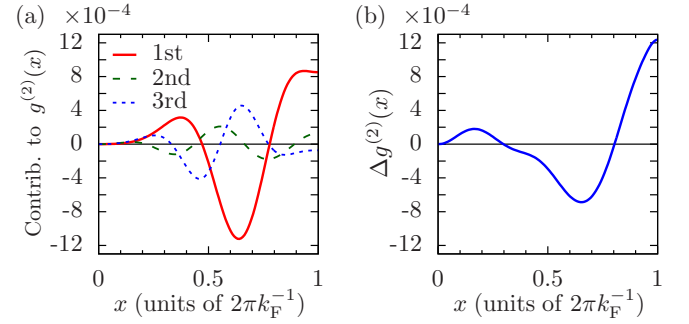 (a) ×10⁻⁴
Contrib. to g⁽²⁾(x)
12
8
4
0
-4
-8
-12
1st
2nd
3rd
0 0.5 1
x (units of 2πk_F⁻¹)
(b) ×10⁻⁴
Δg⁽²⁾(x)
12
8
4
0
-4
-8
-12
0 0.5 1
x (units of 2πk_F⁻¹)